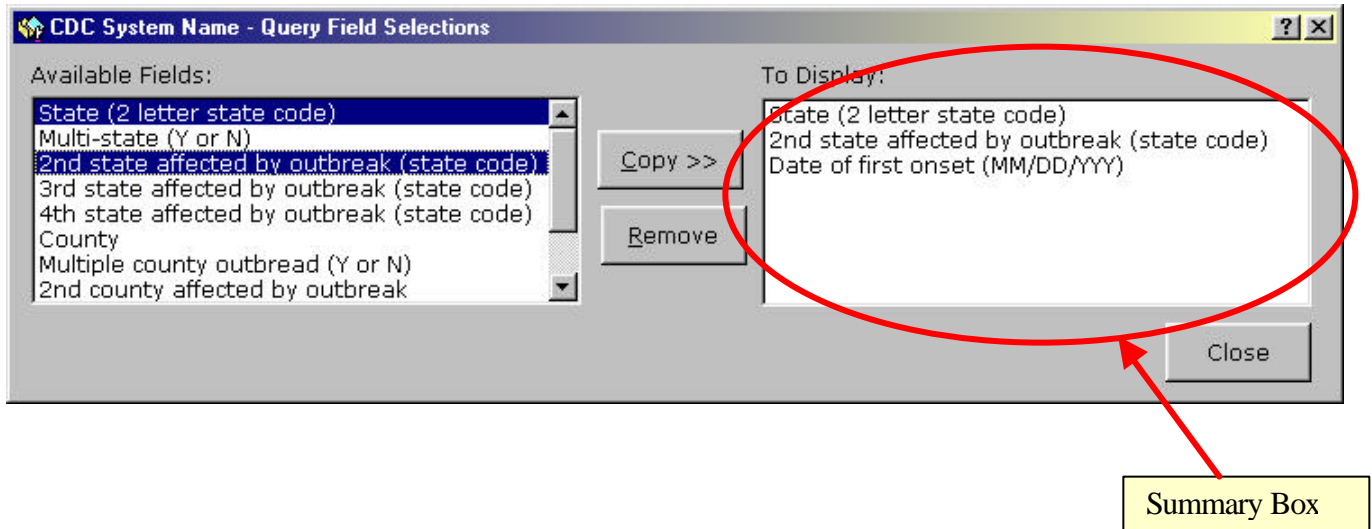 CDC System Name - Query Field Selections
Available Fields:
State (2 letter state code)
Multi-state (Y or N)
2nd state affected by outbreak (state code)
3rd state affected by outbreak (state code)
4th state affected by outbreak (state code)
County
Multiple county outbread (Y or N)
2nd county affected by outbreak
Copy >>
Remove
To Display:
State (2 letter state code)
2nd state affected by outbreak (state code)
Date of first onset (MM/DD/YYY)
Close
Summary Box